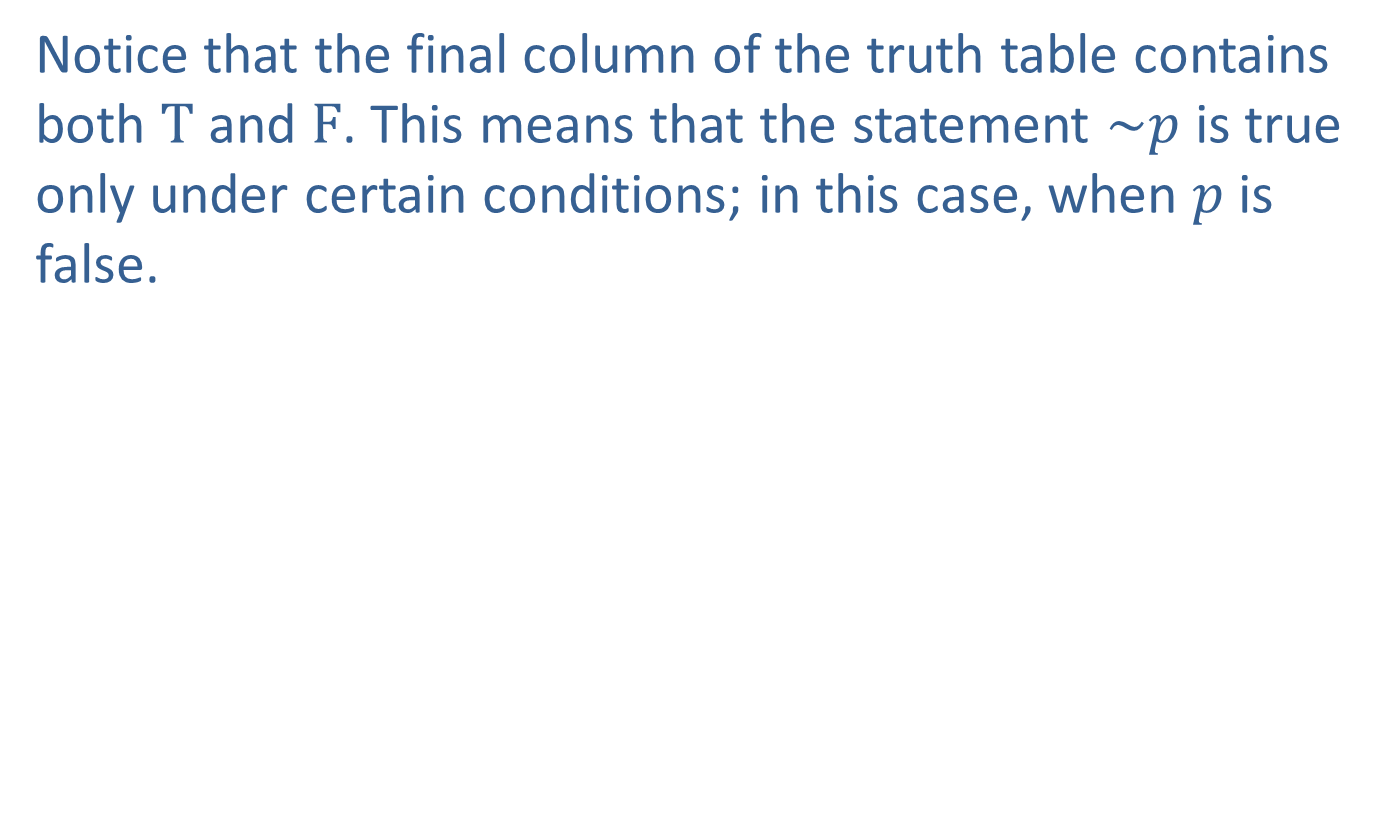 Notice that the final column of the truth table contains
both T and F. This means that the statement ~p is true
only under certain conditions; in this case, when p is
false.